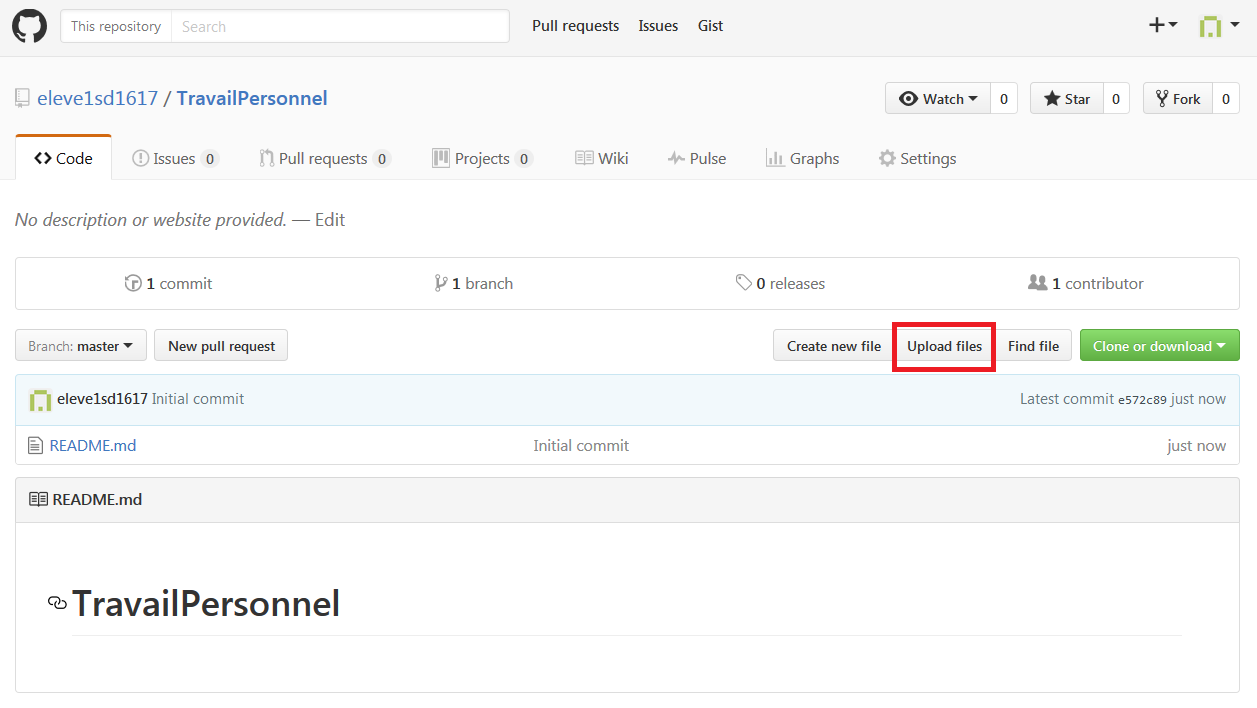 This repository Search Pull requests Issues Gist
eleve1sd1617 / TravailPersonnel Watch 0 Star 0 Fork 0
Code Issues 0 Pull requests 0 Projects 0 Wiki Pulse Graphs Settings
No description or website provided. — Edit
1 commit 1 branch 0 releases 1 contributor
Branch: master New pull request Create new file Upload files Find file Clone or download
eleve1sd1617 Initial commit Latest commit e572c89 just now
README.md Initial commit just now
README.md
TravailPersonnel